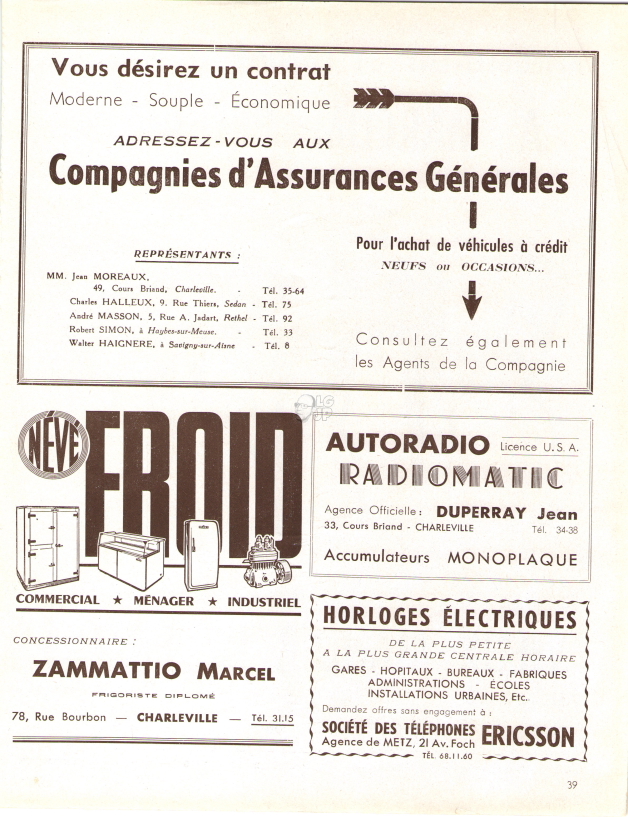 Vous désirez un contrat
Moderne - Souple - Économique
ADRESSEZ-VOUS AUX
Compagnies d'Assurances Générales
REPRÉSENTANTS :
MM. Jean MOREAUX,
49, Cours Briand, Charleville. - Tél. 35-64
Charles HALLEUX, 9. Rue Thiers, Sedan - Tél. 75
André MASSON, 5, Rue A. Jadart, Rethel - Tél. 92
Robert SIMON, à Haybes-sur-Meuse. - Tél. 33
Walter HAIGNERE, à Savigny-sur-Aisne - Tél. 8
Pour l'achat de véhicules à crédit
NEUFS ou OCCASIONS...
Consultez également
les Agents de la Compagnie
NÉVÉ
FROID
COMMERCIAL ★ MÉNAGER ★ INDUSTRIEL
CONCESSIONNAIRE :
ZAMMATTIO MARCEL
FRIGORISTE DIPLOMÉ
78, Rue Bourbon — CHARLEVILLE — Tél. 31.15
AUTORADIO Licence U.S.A.
RADIOMATIC
Agence Officielle : DUPERRAY Jean
33, Cours Briand - CHARLEVILLE Tél. 34-38
Accumulateurs MONOPLAQUE
HORLOGES ÉLECTRIQUES
DE LA PLUS PETITE
A LA PLUS GRANDE CENTRALE HORAIRE
GARES - HOPITAUX - BUREAUX - FABRIQUES
ADMINISTRATIONS - ÉCOLES
INSTALLATIONS URBAINES, Etc.
Demandez offres sans engagement à :
SOCIÉTÉ DES TÉLÉPHONES ERICSSON
Agence de METZ, 21 Av. Foch
TÉL. 68.11.60
39
LG
JP